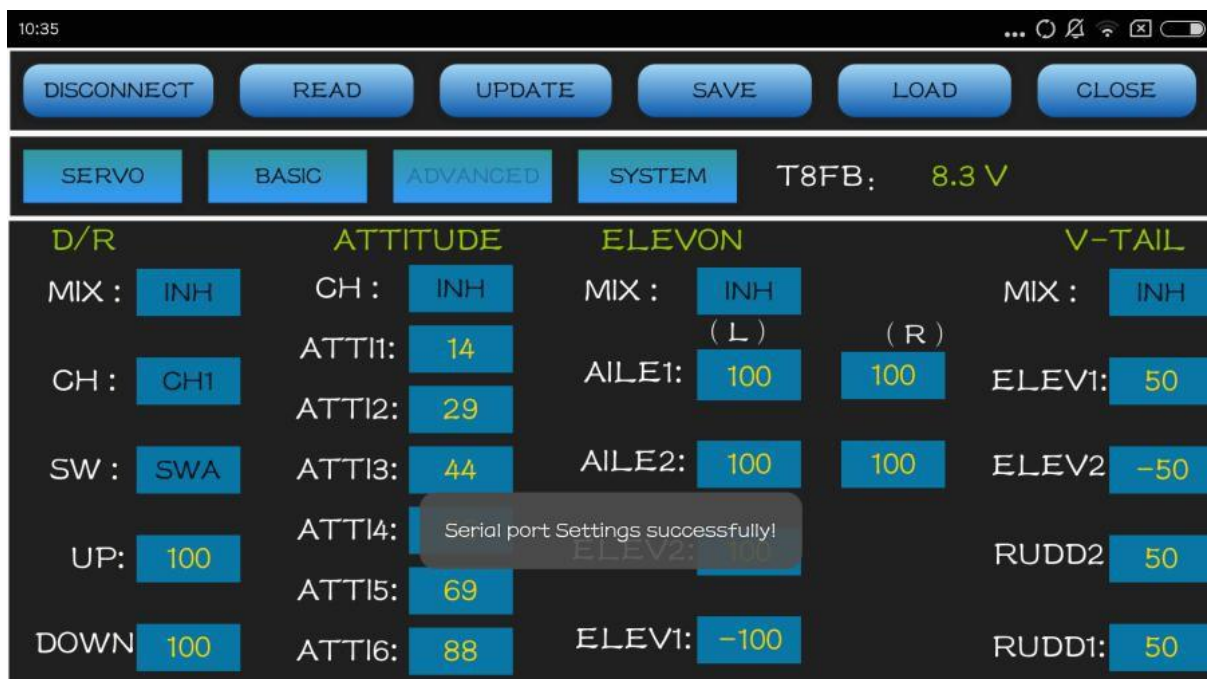 10:35
DISCONNECT READ UPDATE SAVE LOAD CLOSE
SERVO BASIC ADVANCED SYSTEM T8FB: 8.3 V
D/R ATTITUDE ELEVON V-TAIL
MIX : INH CH : INH MIX : INH MIX : INH
(L) (R)
ATTI1: 14
CH : CH1 AILE1: 100 100 ELEV1: 50
ATTI2: 29
SW : SWA ATTI3: 44 AILE2: 100 100 ELEV2 -50
ATTI4:
Serial port Settings successfully!
UP: 100 ELEV2: 100 RUDD2 50
ATTI5: 69
DOWN 100 ATTI6: 88 ELEV1: -100 RUDD1: 50